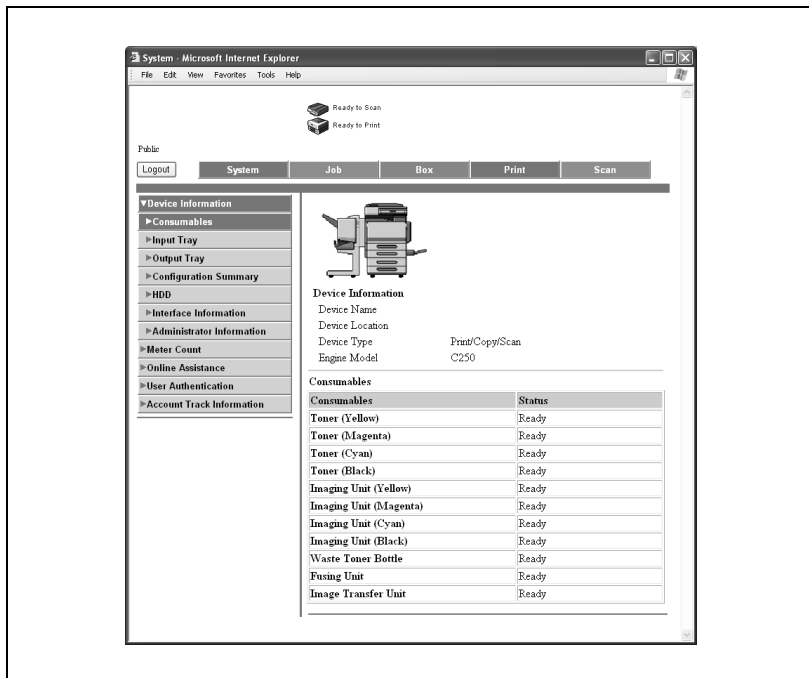 System - Microsoft Internet Explorer
File Edit View Favorites Tools Help
Ready to Scan
Ready to Print
Public
Logout System Job Box Print Scan
Device Information
Consumables
Input Tray
Output Tray
Configuration Summary
HDD
Interface Information
Administrator Information
Meter Count
Online Assistance
User Authentication
Account Track Information
Device Information
Device Name
Device Location
Device Type Print/Copy/Scan
Engine Model C250
Consumables
Consumables Status
Toner (Yellow) Ready
Toner (Magenta) Ready
Toner (Cyan) Ready
Toner (Black) Ready
Imaging Unit (Yellow) Ready
Imaging Unit (Magenta) Ready
Imaging Unit (Cyan) Ready
Imaging Unit (Black) Ready
Waste Toner Bottle Ready
Fusing Unit Ready
Image Transfer Unit Ready